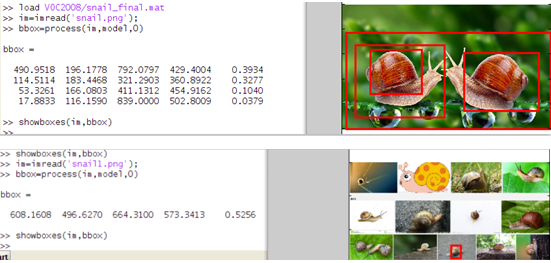 >> load VOC2008/snail_final.mat
>> im=imread('snail.png');
>> bbox=process(im,model,0)
bbox =
490.9518 196.1778 792.0797 429.4004 0.3934
114.5114 183.4468 321.2903 360.8922 0.3277
53.3261 166.0803 411.1312 454.9162 0.1040
17.8833 116.1590 839.0000 502.8009 0.0379
>> showboxes(im,bbox)
>>
>> showboxes(im,bbox)
>> im=imread('snail1.png');
>> bbox=process(im,model,0)
bbox =
608.1608 496.6270 664.3100 573.3413 0.5256
>> showboxes(im,bbox)
>>
art